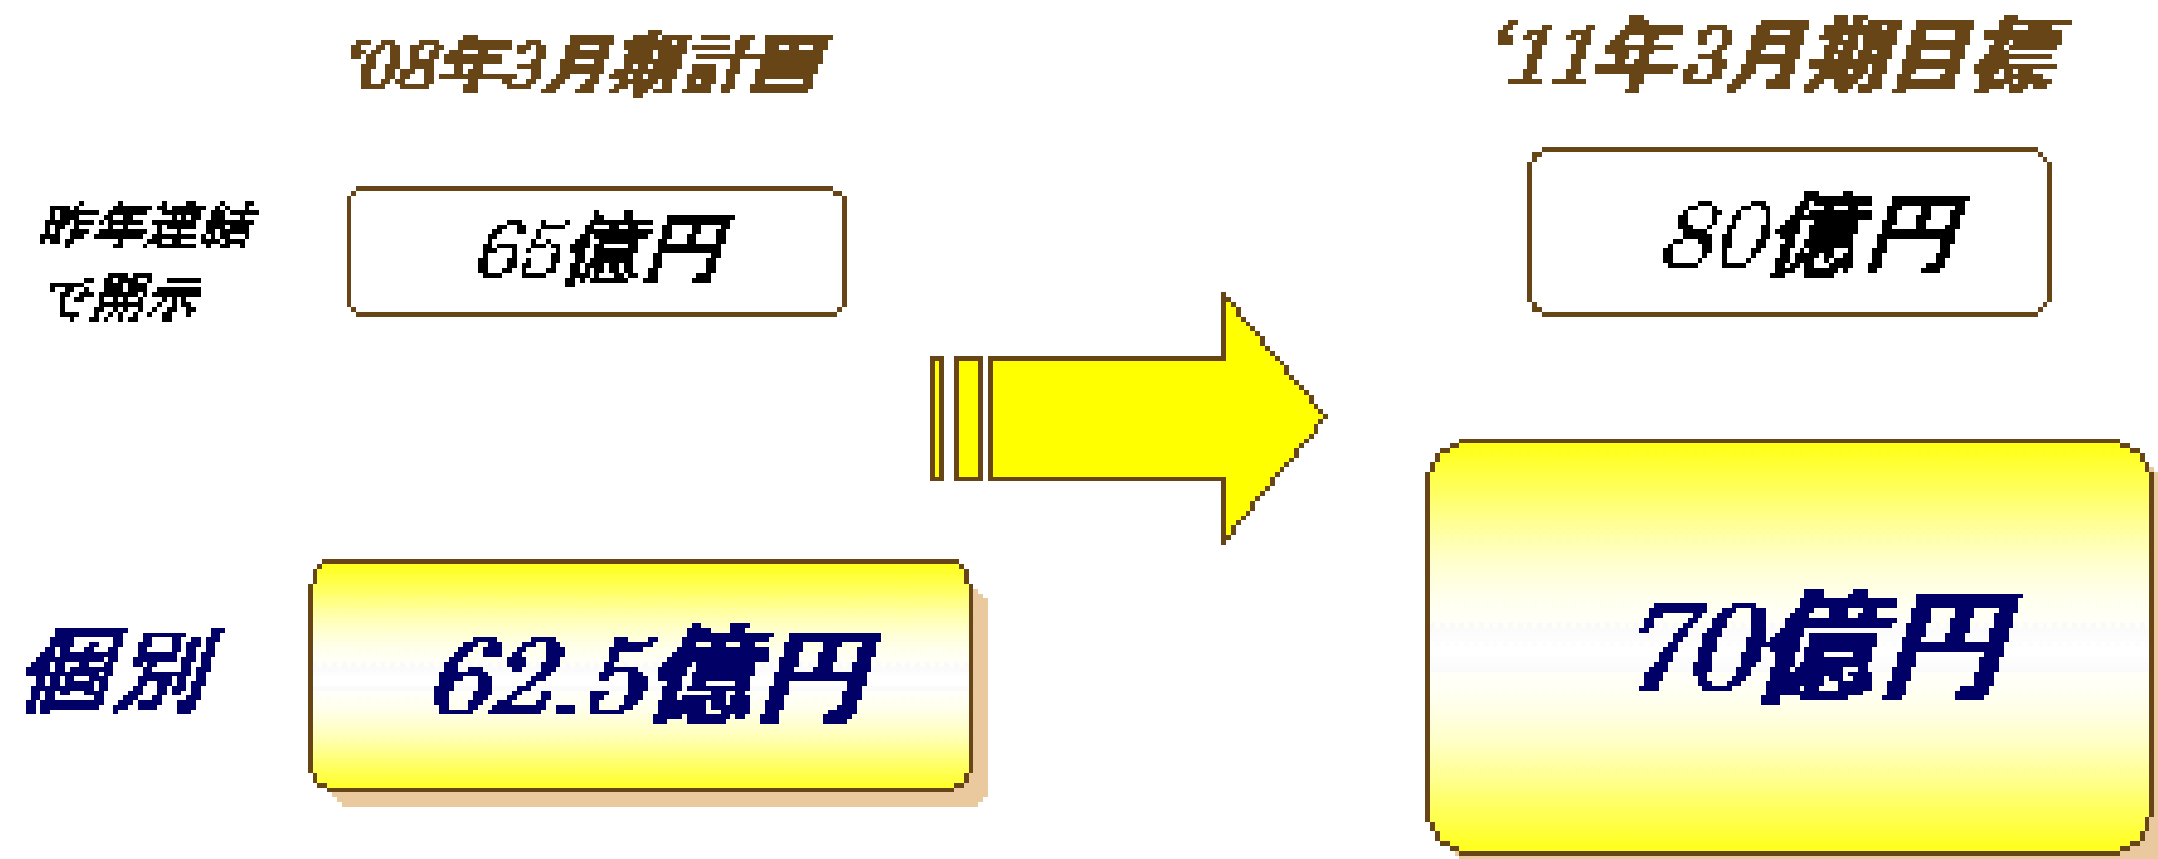 ‘08年3月期計画
‘11年3月期目標
昨年連結
で開示
65億円
80億円
個別
62.5億円
70億円